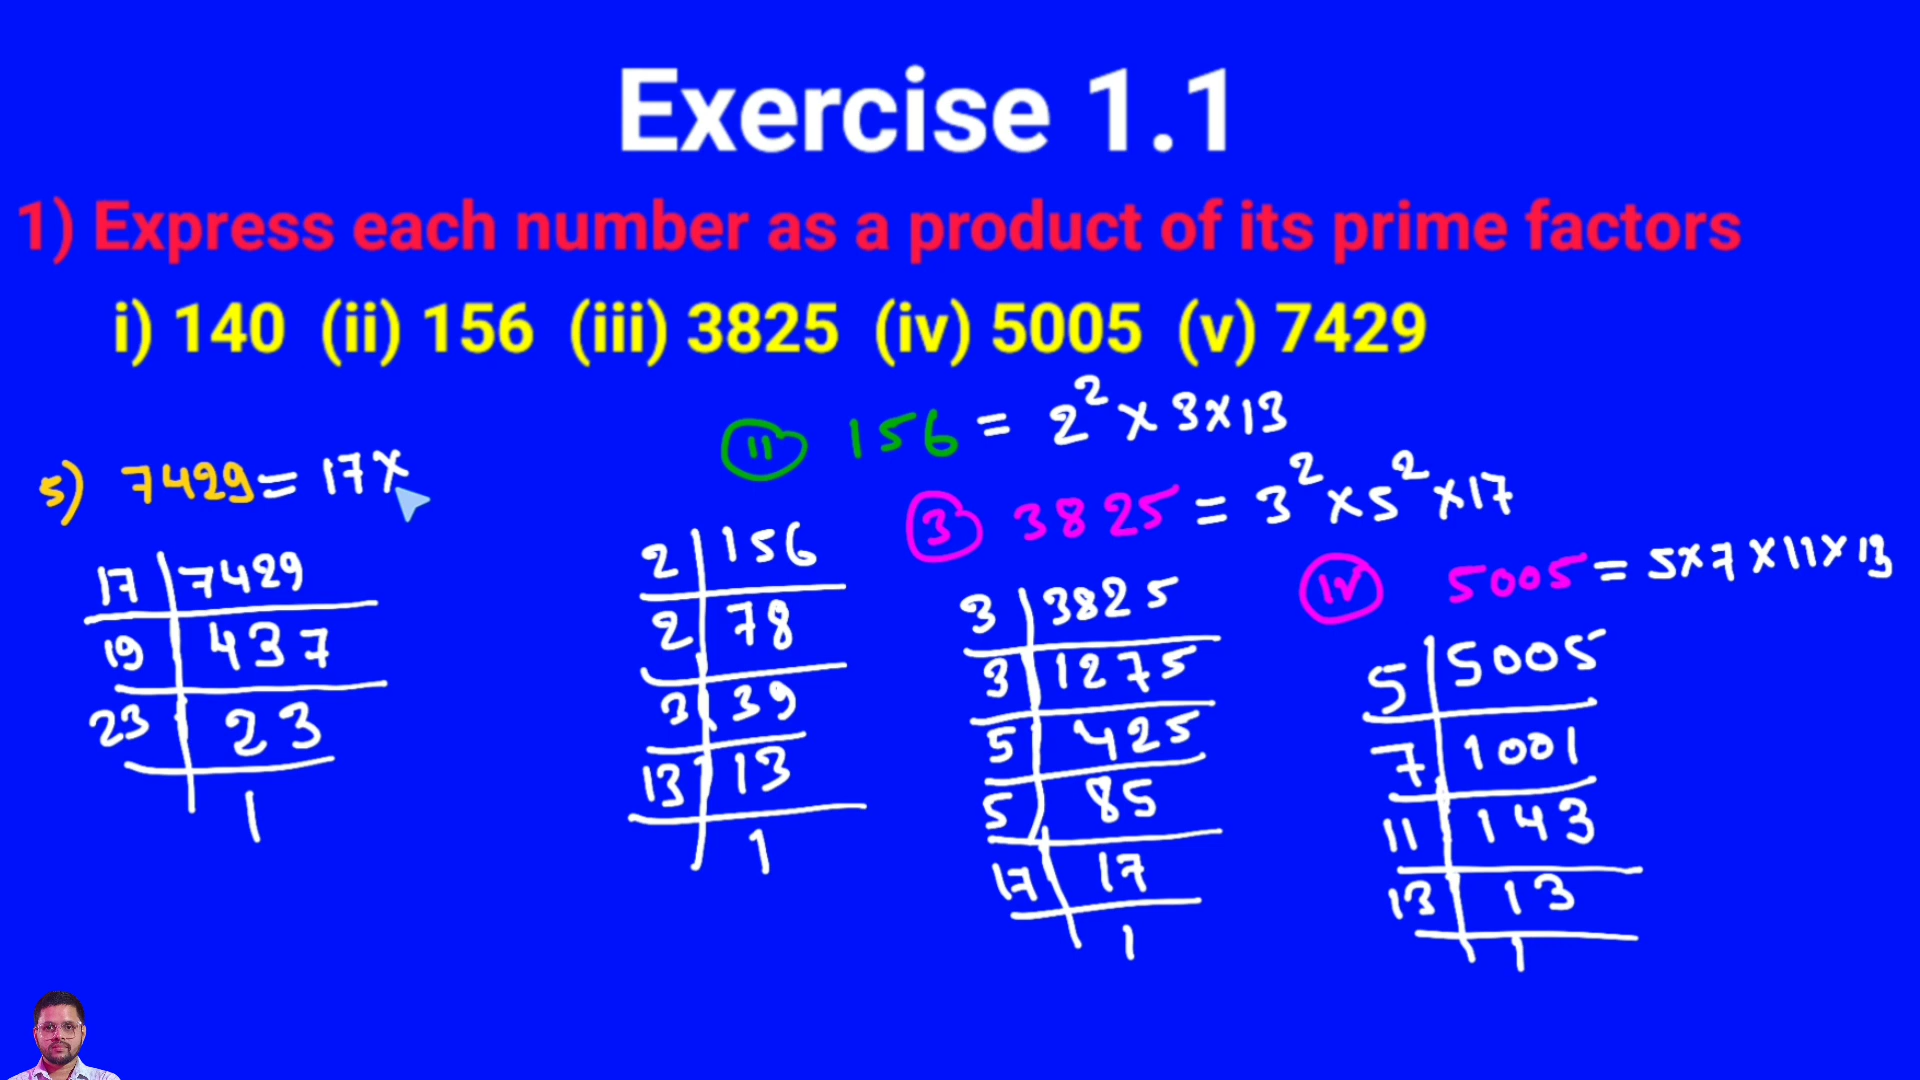 Exercise 1.1
1) Express each number as a product of its prime factors
i) 140 (ii) 156 (iii) 3825 (iv) 5005 (v) 7429
5) 7429 = 17 x
17 | 7429
19 | 437
23 | 23
1
(II) 156 = 2² x 3 x 13
2 | 156
2 | 78
3 | 39
13 | 13
1
(3) 3825 = 3² x 5² x 17
3 | 3825
3 | 1275
5 | 425
5 | 85
17 | 17
1
(IV) 5005 = 5 x 7 x 11 x 13
5 | 5005
7 | 1001
11 | 143
13 | 13
1